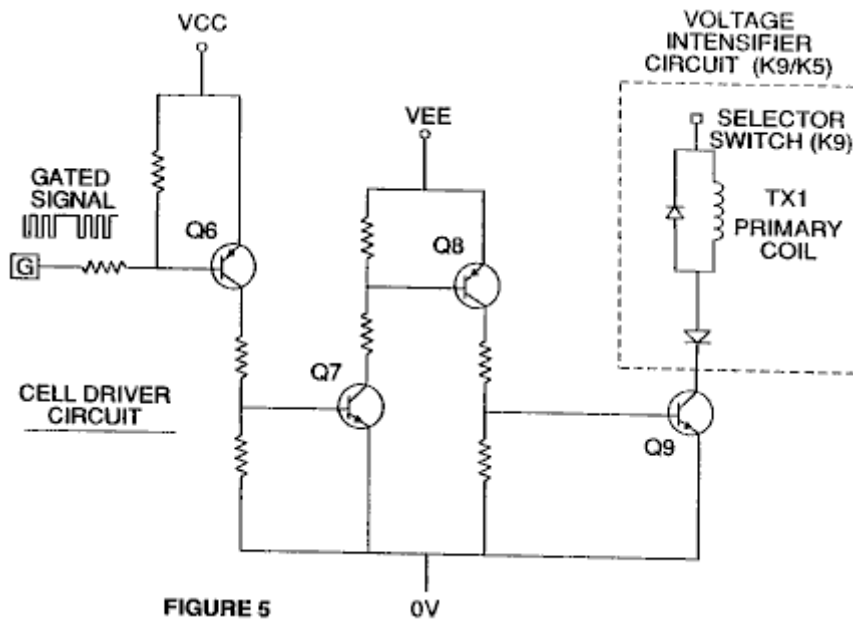 VCC
VOLTAGE
INTENSIFIER
CIRCUIT (K9/K5)
VEE
SELECTOR
SWITCH (K9)
GATED
SIGNAL
Q6
Q8
TX1
PRIMARY
COIL
G
Q7
CELL DRIVER
CIRCUIT
Q9
FIGURE 5
0V